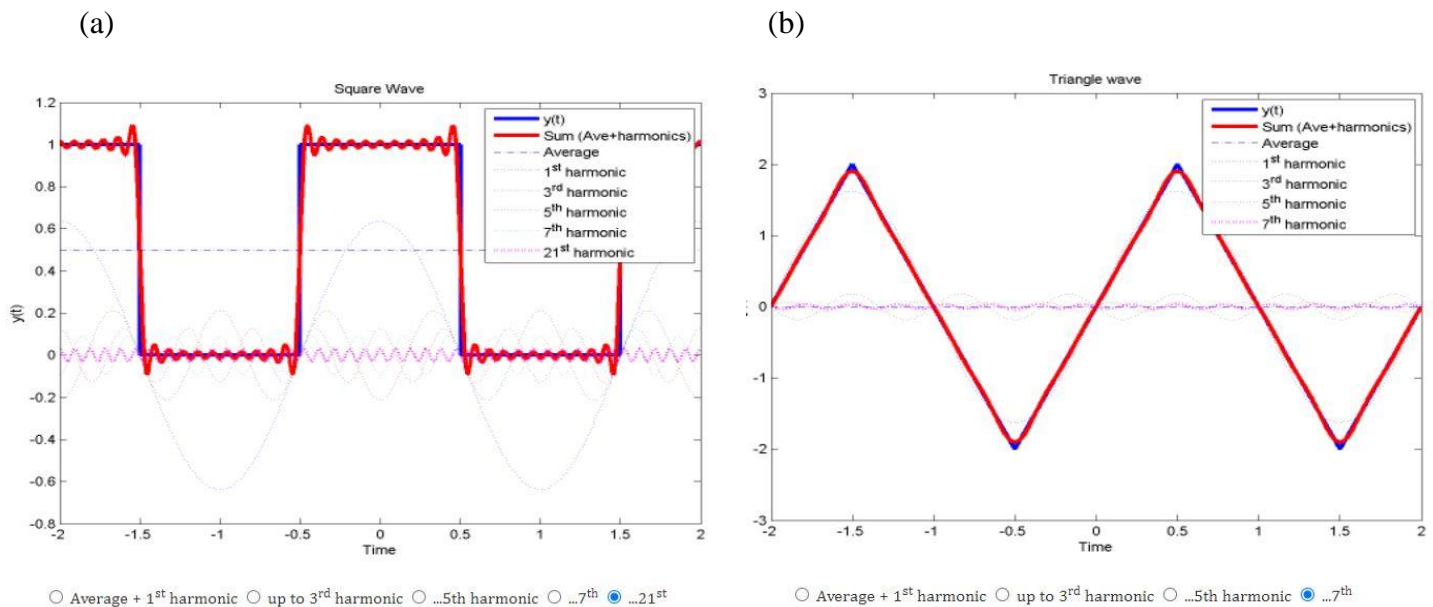 (a)
Square Wave
1.2
1
0.8
0.6
0.4
0.2
0
-0.2
-0.4
-0.6
-0.8
y(t)
y(t)
Sum (Ave+harmonics)
Average
1st harmonic
3rd harmonic
5th harmonic
7th harmonic
21st harmonic
-2 -1.5 -1 -0.5 0 0.5 1 1.5 2
Time
Average + 1st harmonic up to 3rd harmonic ...5th harmonic ...7th ...21st
(b)
Triangle wave
3
2
1
0
-1
-2
-3
y(t)
Sum (Ave+harmonics)
Average
1st harmonic
3rd harmonic
5th harmonic
7th harmonic
-2 -1.5 -1 -0.5 0 0.5 1 1.5 2
Time
Average + 1st harmonic up to 3rd harmonic ...5th harmonic ...7th